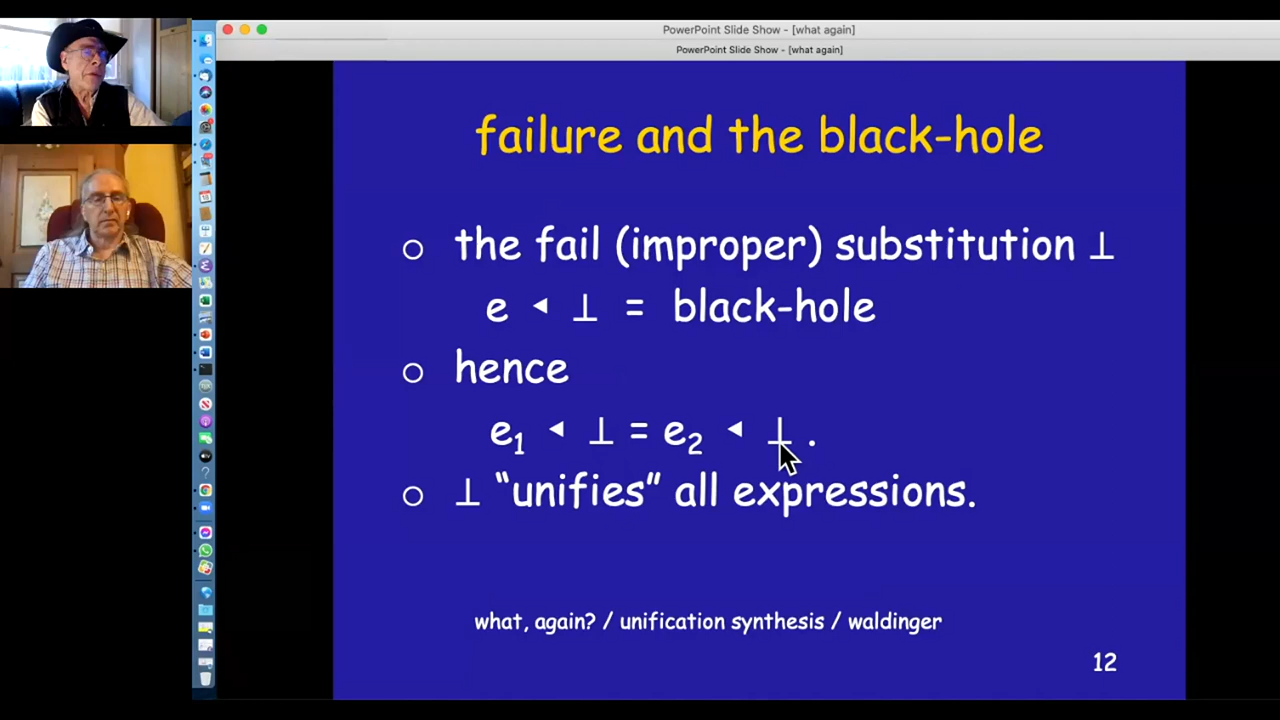 PowerPoint Slide Show - [what again]
PowerPoint Slide Show - [what again]
failure and the black-hole
○ the fail (improper) substitution ⊥
e ◂ ⊥ = black-hole
○ hence
e₁ ◂ ⊥ = e₂ ◂ ⊥ .
○ ⊥ “unifies” all expressions.
what, again? / unification synthesis / waldinger
12